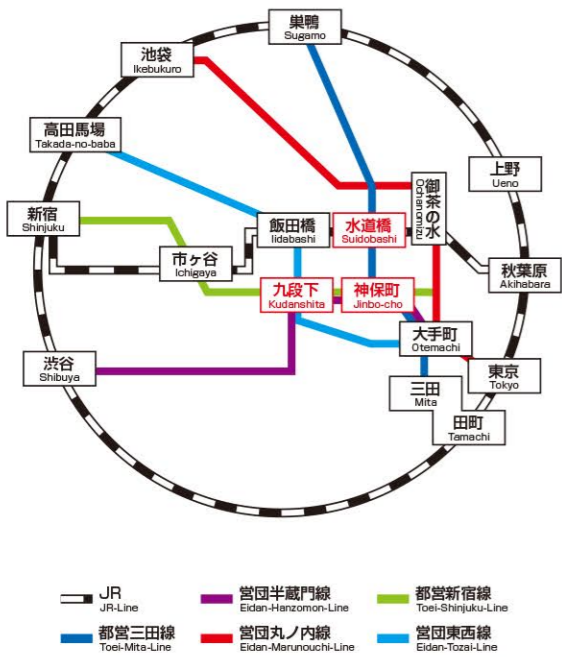 巣鴨
Sugamo
池袋
Ikebukuro
高田馬場
Takada-no-baba
上野
Ueno
御茶の水
Ochanomizu
新宿
Shinjuku
飯田橋
Iidabashi
水道橋
Suidobashi
市ヶ谷
Ichigaya
秋葉原
Akihabara
九段下
Kudanshita
神保町
Jinbo-cho
大手町
Otemachi
渋谷
Shibuya
東京
Tokyo
三田
Mita
田町
Tamachi
JR
JR-Line
営団半蔵門線
Eidan-Hanzomon-Line
都営新宿線
Toei-Shinjuku-Line
都営三田線
Toei-Mita-Line
営団丸ノ内線
Eidan-Marunouchi-Line
営団東西線
Eidan-Tozai-Line